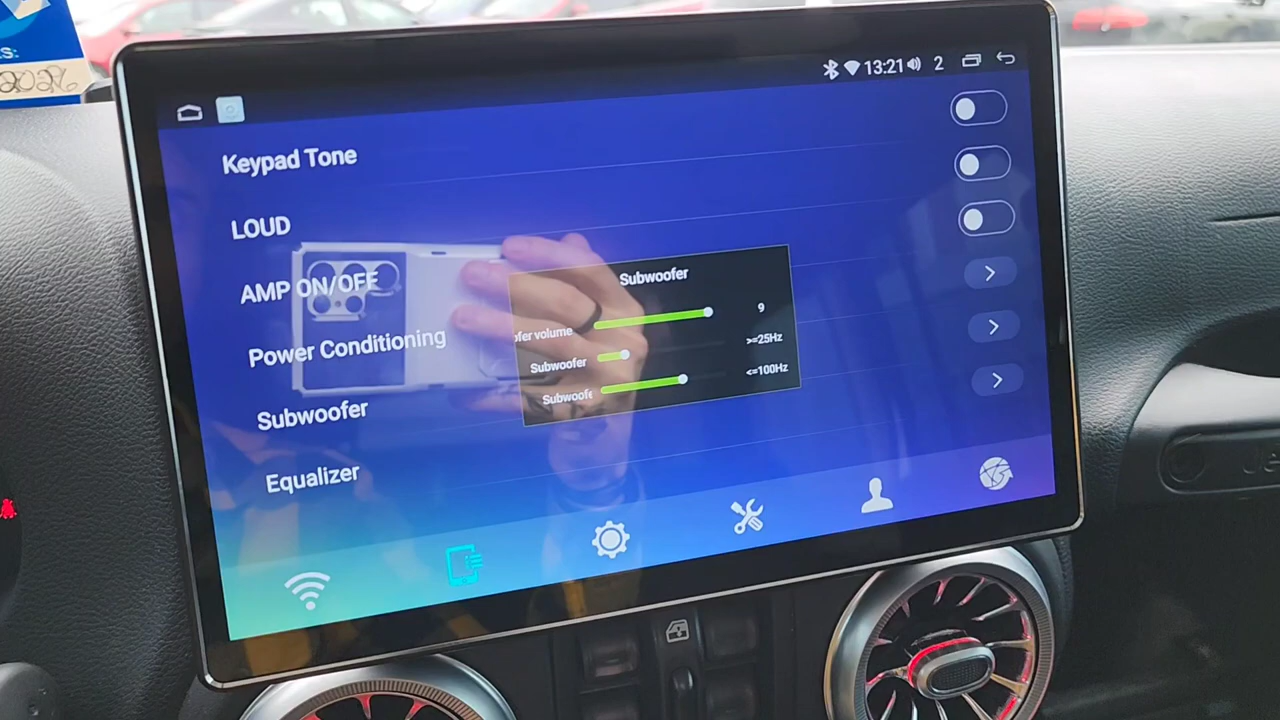 S:
2026
13:21
2
Keypad Tone
LOUD
AMP ON/OFF
Power Conditioning
Subwoofer
Equalizer
Subwoofer
ofer volume
9
Subwoofer
>=25Hz
Subwoofe
<=100Hz